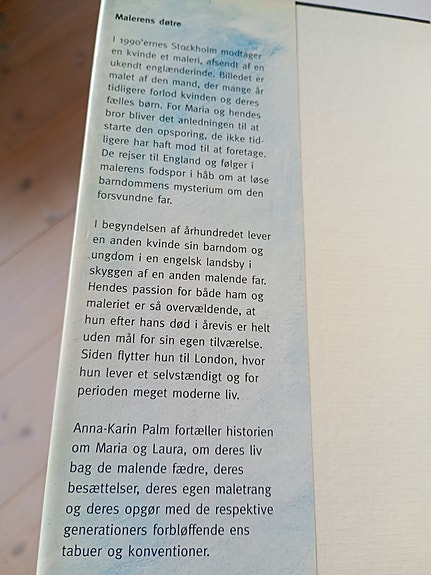 Malerens døtre
I 1990'ernes Stockholm modtager
en kvinde et maleri, afsendt af en
ukendt englænderinde. Billedet er
malet af den mand, der mange år
tidligere forlod kvinden og deres
fælles børn. For Maria og hendes
bror bliver det anledningen til at
starte den opsporing, de ikke tid-
ligere har haft mod til at foretage.
De rejser til England og følger i
malerens fodspor i håb om at løse
barndommens mysterium om den
forsvundne far.
I begyndelsen af århundredet lever
en anden kvinde sin barndom og
ungdom i en engelsk landsby i
skyggen af en anden malende far.
Hendes passion for både ham og
maleriet er så overvældende, at
hun efter hans død i årevis er helt
uden mål for sin egen tilværelse.
Siden flytter hun til London, hvor
hun lever et selvstændigt og for
perioden meget moderne liv.
Anna-Karin Palm fortæller historien
om Maria og Laura, om deres liv
bag de malende fædre, deres
besættelser, deres egen maletrang
og deres opgør med de respektive
generationers forbløffende ens
tabuer og konventioner.